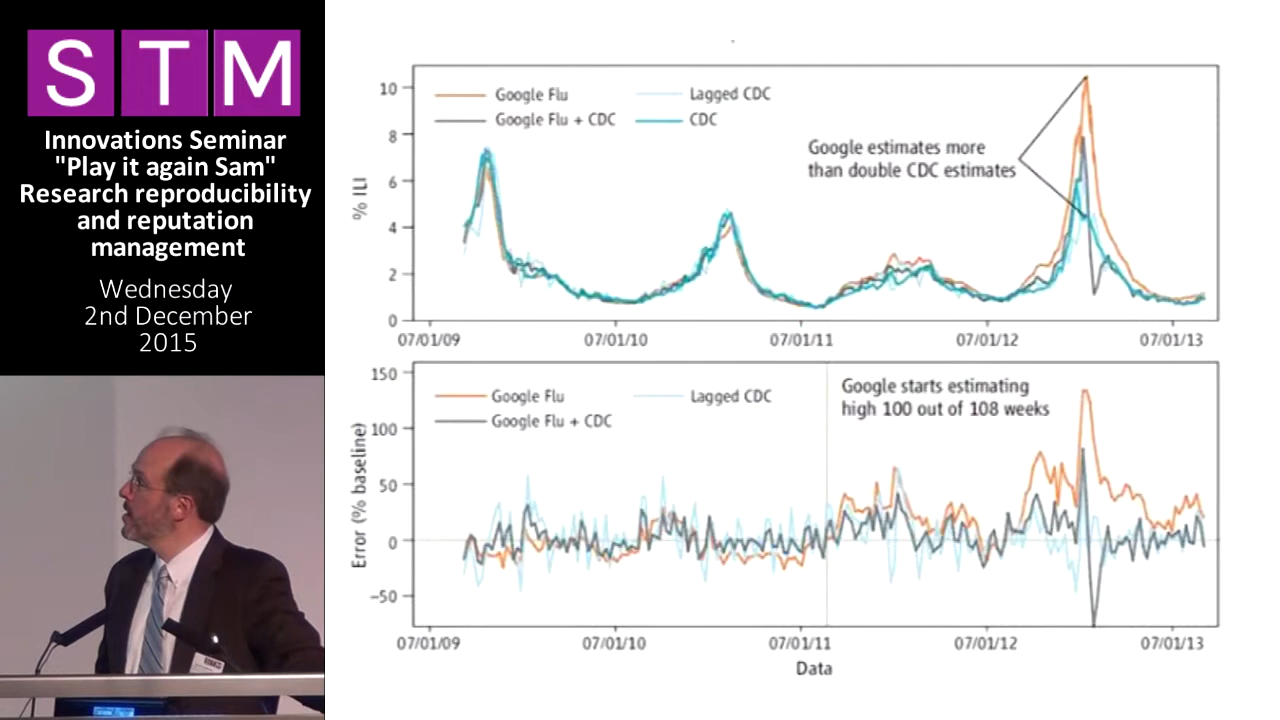 STM
Innovations Seminar
"Play it again Sam"
Research reproducibility
and reputation
management
Wednesday
2nd December
2015
10
8
6
4
2
0
% ILI
Google Flu
Lagged CDC
Google Flu + CDC
CDC
Google estimates more
than double CDC estimates
07/01/09
07/01/10
07/01/11
07/01/12
07/01/13
150
100
50
0
−50
Error (% baseline)
Google Flu
Lagged CDC
Google Flu + CDC
Google starts estimating
high 100 out of 108 weeks
07/01/09
07/01/10
07/01/11
07/01/12
07/01/13
Data